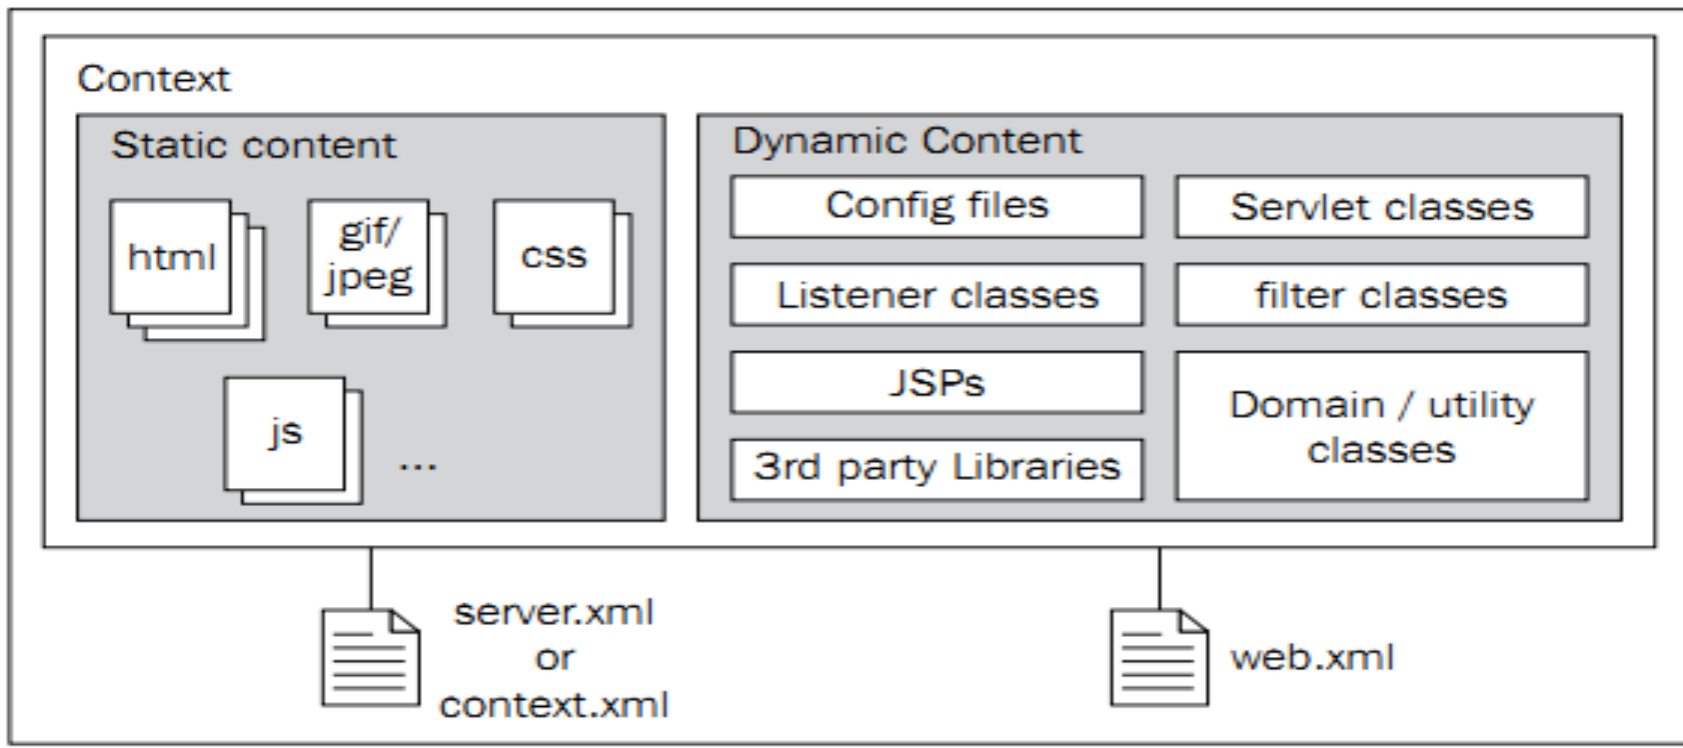 Context
Static content
html
gif/
jpeg
css
js
...
Dynamic Content
Config files
Servlet classes
Listener classes
filter classes
JSPs
Domain / utility
classes
3rd party Libraries
server.xml
or
context.xml
web.xml